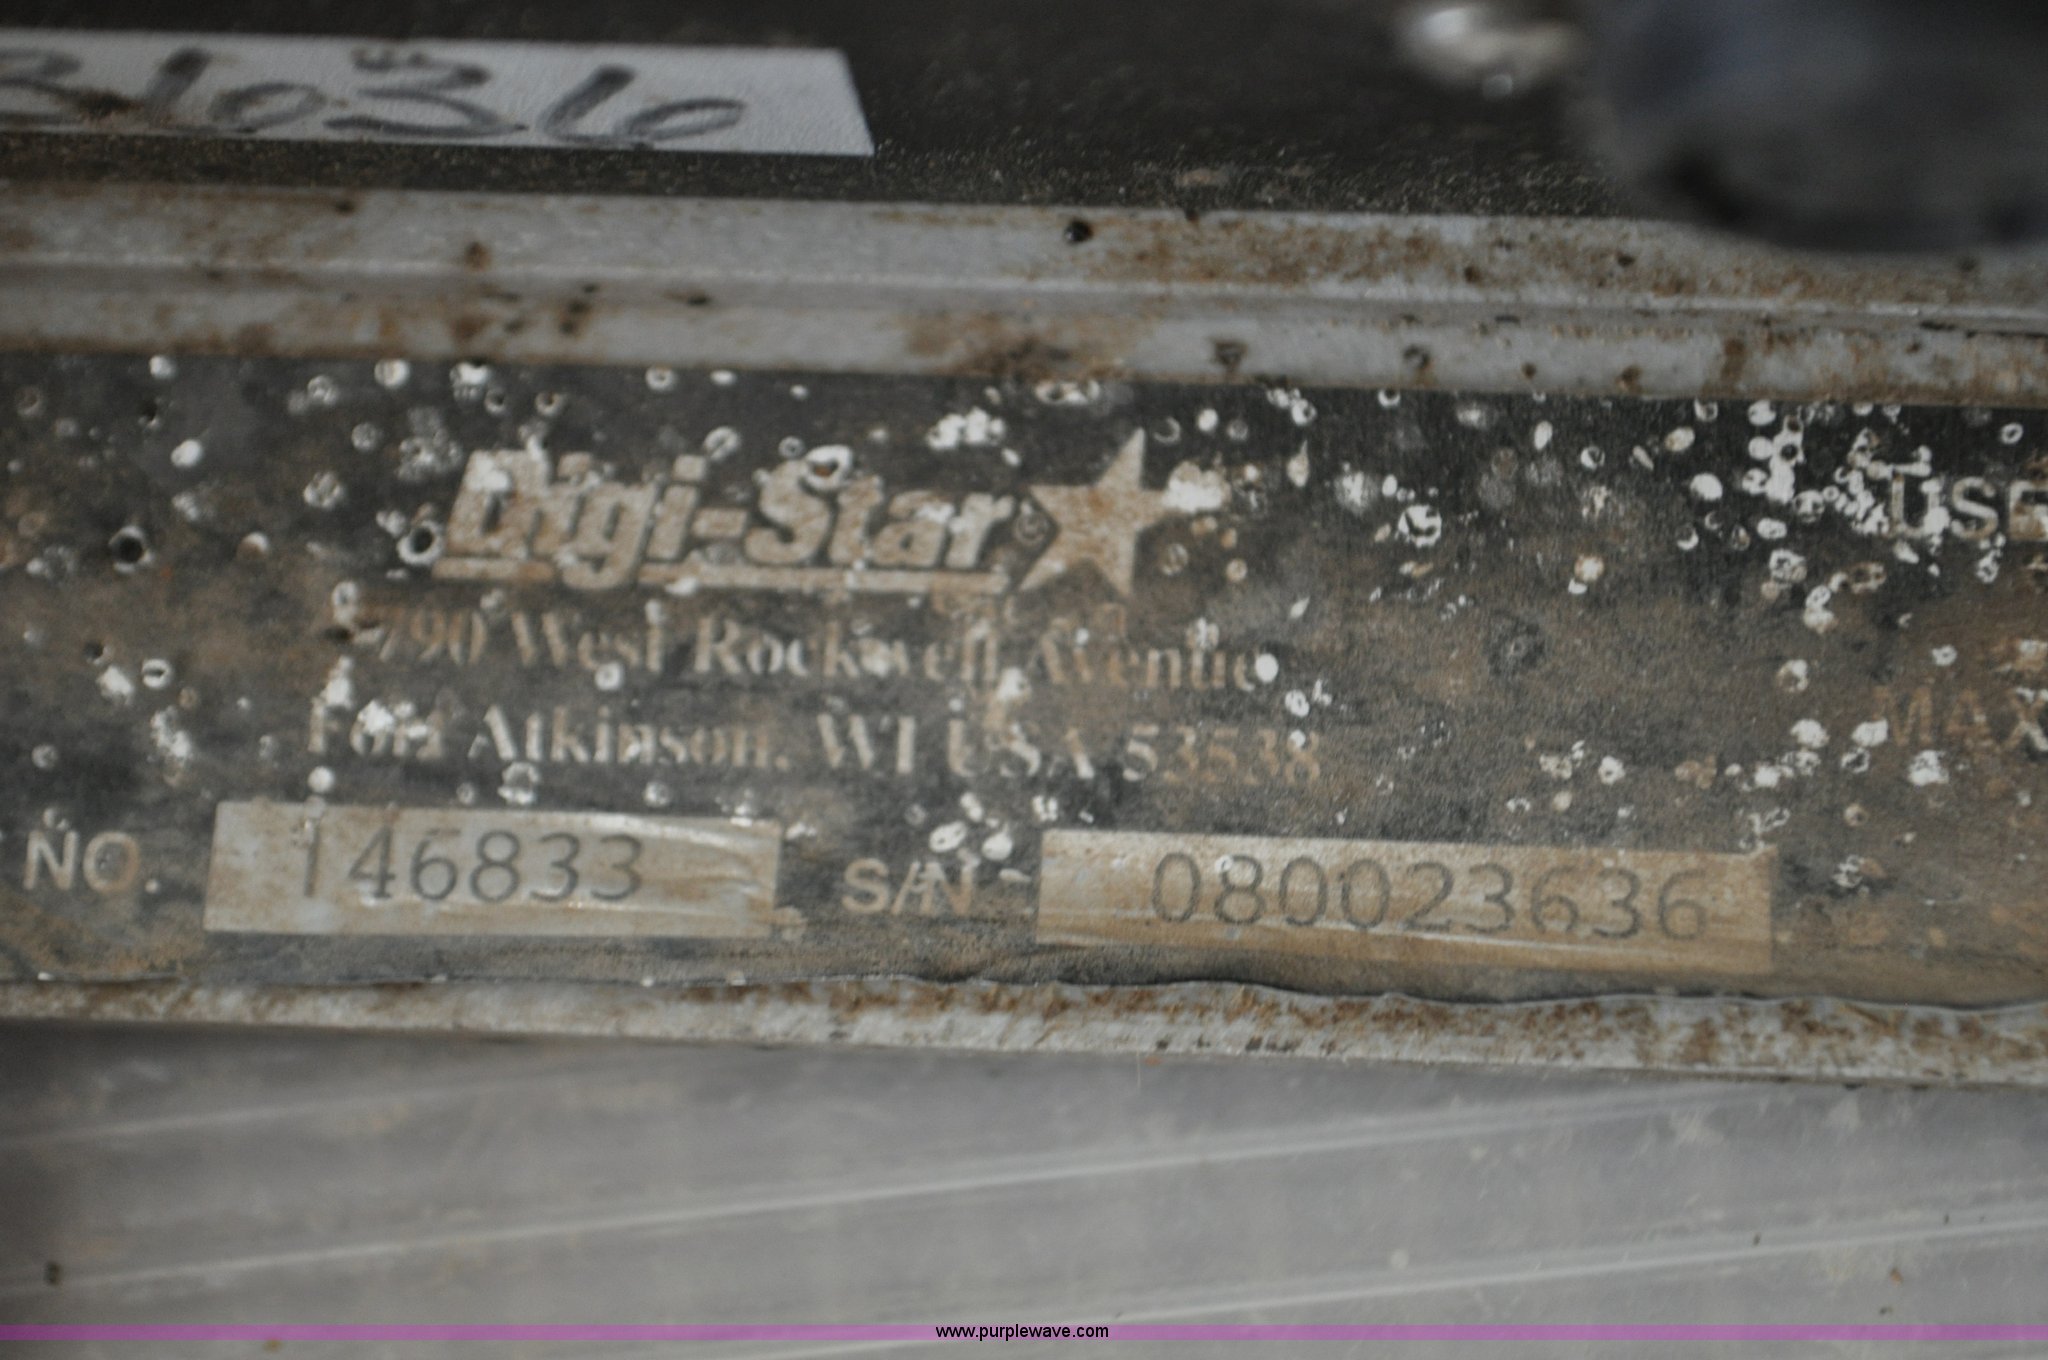 3636
Digi-Star
790 West Rockwell Avenue
Fort Atkinson, WI USA 53538
USE
MAX
NO. 146833 S/N 080023636
www.purplewave.com